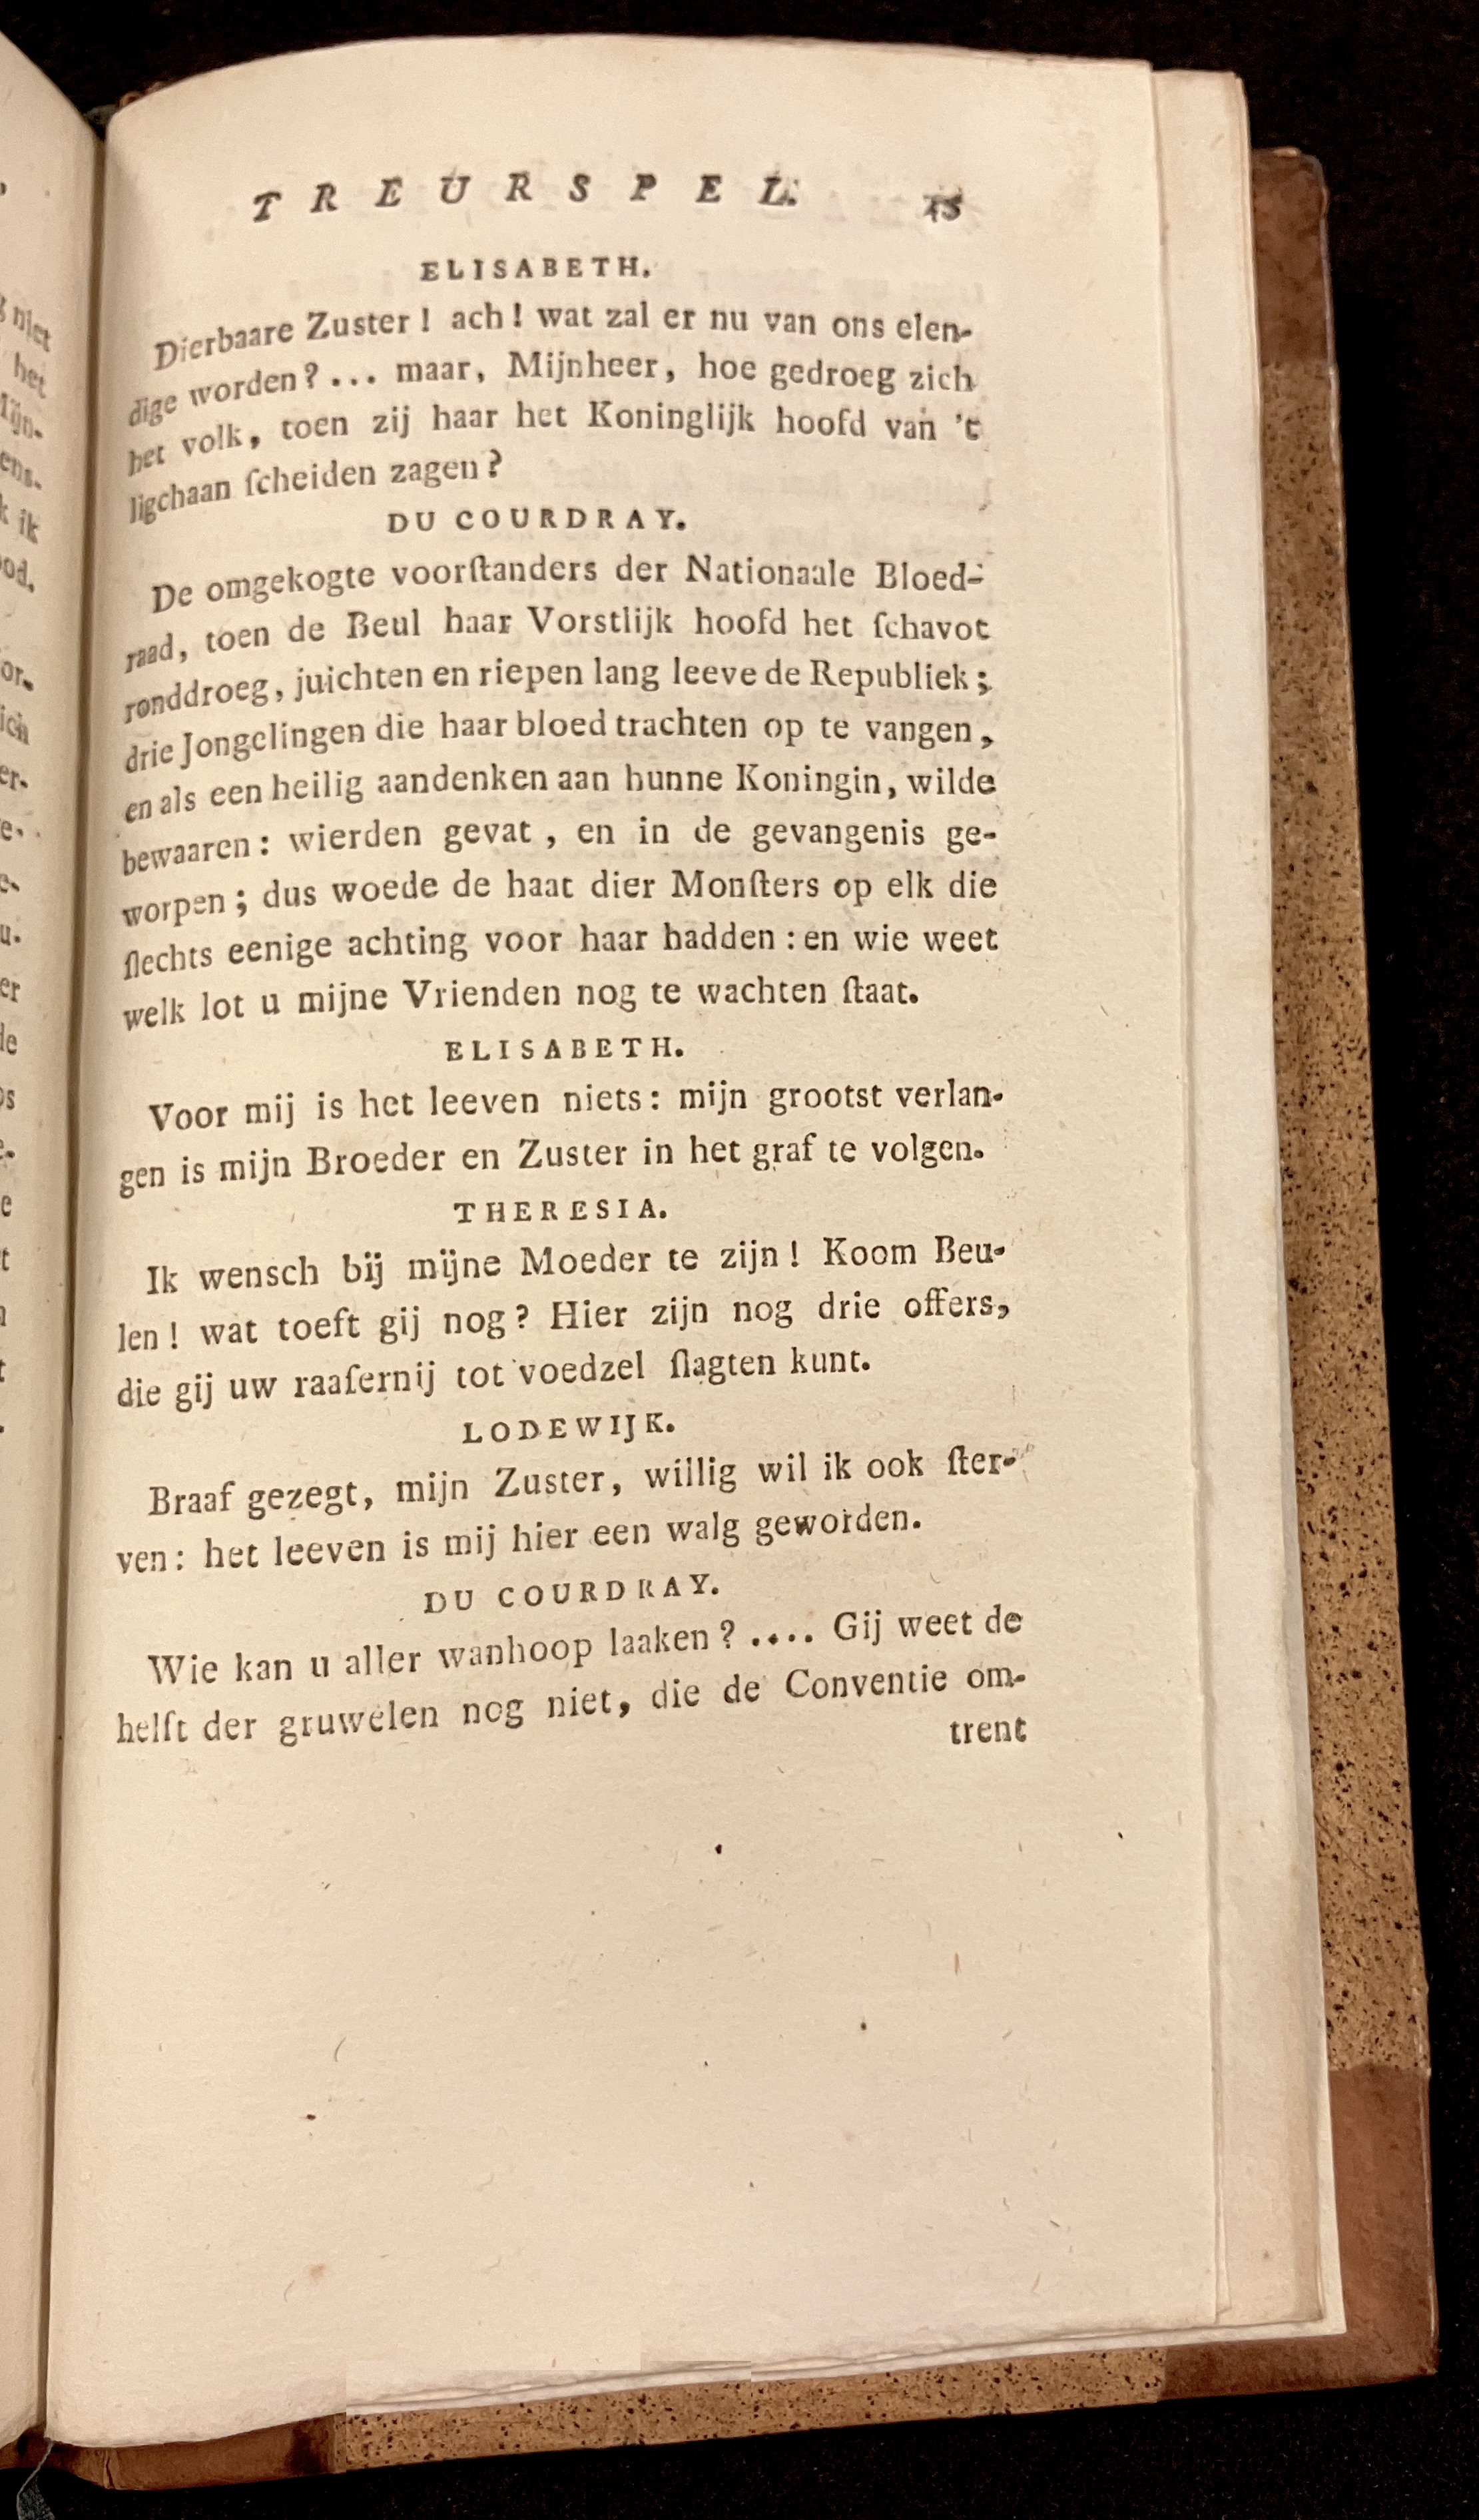 TREURSPEL. 15
ELISABETH.
Dierbaare Zuster! ach! wat zal er nu van ons elen-
dige worden?... maar, Mijnheer, hoe gedroeg zich
het volk, toen zij haar het Koninglijk hoofd van 't
ligchaan ſcheiden zagen?
DU COURDRAY.
De omgekogte voorſtanders der Nationaale Bloed-
raad, toen de Beul haar Vorstlijk hoofd het ſchavot
ronddroeg, juichten en riepen lang leeve de Republiek;
drie Jongelingen die haar bloed trachten op te vangen,
en als een heilig aandenken aan hunne Koningin, wilde
bewaaren: wierden gevat, en in de gevangenis ge-
worpen; dus woede de haat dier Monſters op elk die
ſlechts eenige achting voor haar hadden: en wie weet
welk lot u mijne Vrienden nog te wachten ſtaat.
ELISABETH.
Voor mij is het leeven niets: mijn grootst verlan-
gen is mijn Broeder en Zuster in het graf te volgen.
THERESIA.
Ik wensch bij mijne Moeder te zijn! Koom Beu-
len! wat toeft gij nog? Hier zijn nog drie offers,
die gij uw raaſernij tot voedzel ſlagten kunt.
LODEWIJK.
Braaf gezegt, mijn Zuster, willig wil ik ook ſter-
ven: het leeven is mij hier een walg geworden.
DU COURDRAY.
Wie kan u aller wanhoop laaken?.... Gij weet de
helft der gruwelen nog niet, die de Conventie om-
trent